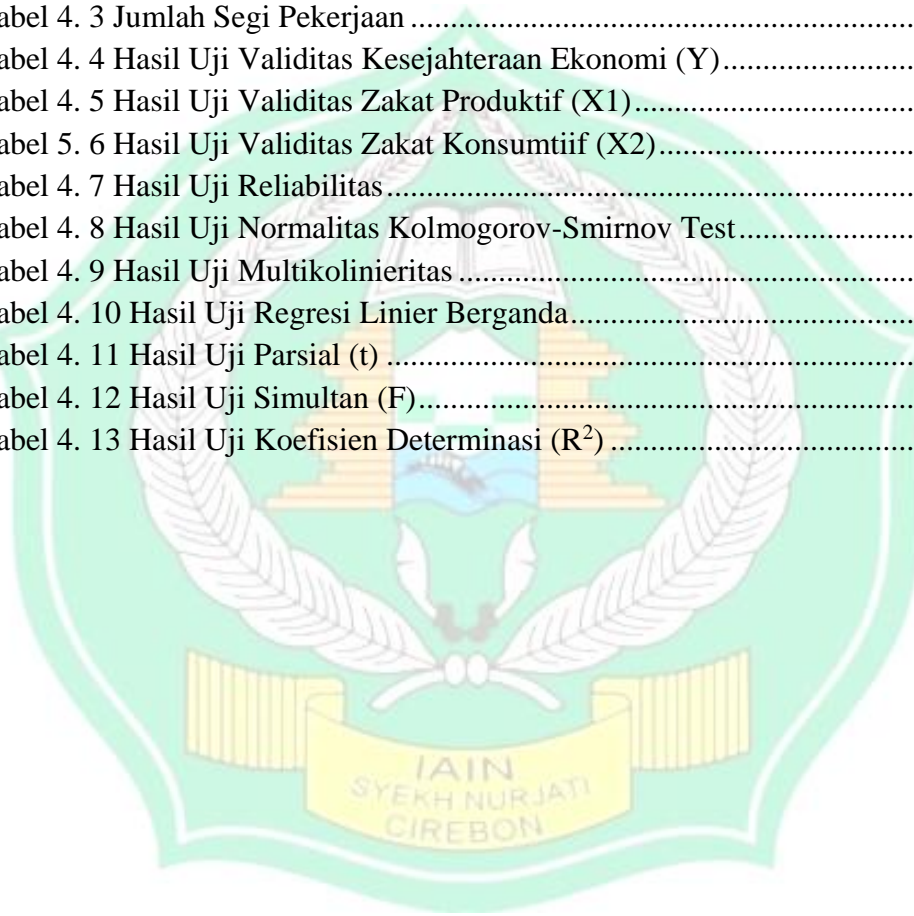 abel 4. 3 Jumlah Segi Pekerjaan ....................................................................
abel 4. 4 Hasil Uji Validitas Kesejahteraan Ekonomi (Y)..........................
abel 4. 5 Hasil Uji Validitas Zakat Produktif (X1).....................................
abel 5. 6 Hasil Uji Validitas Zakat Konsumtiif (X2)..................................
abel 4. 7 Hasil Uji Reliabilitas.......................................................................
abel 4. 8 Hasil Uji Normalitas Kolmogorov-Smirnov Test........................
abel 4. 9 Hasil Uji Multikolinieritas .............................................................
abel 4. 10 Hasil Uji Regresi Linier Berganda..............................................
abel 4. 11 Hasil Uji Parsial (t) .......................................................................
abel 4. 12 Hasil Uji Simultan (F)...................................................................
abel 4. 13 Hasil Uji Koefisien Determinasi (R²) ........................................
IAIN
SYEKH NURJATI
CIREBON